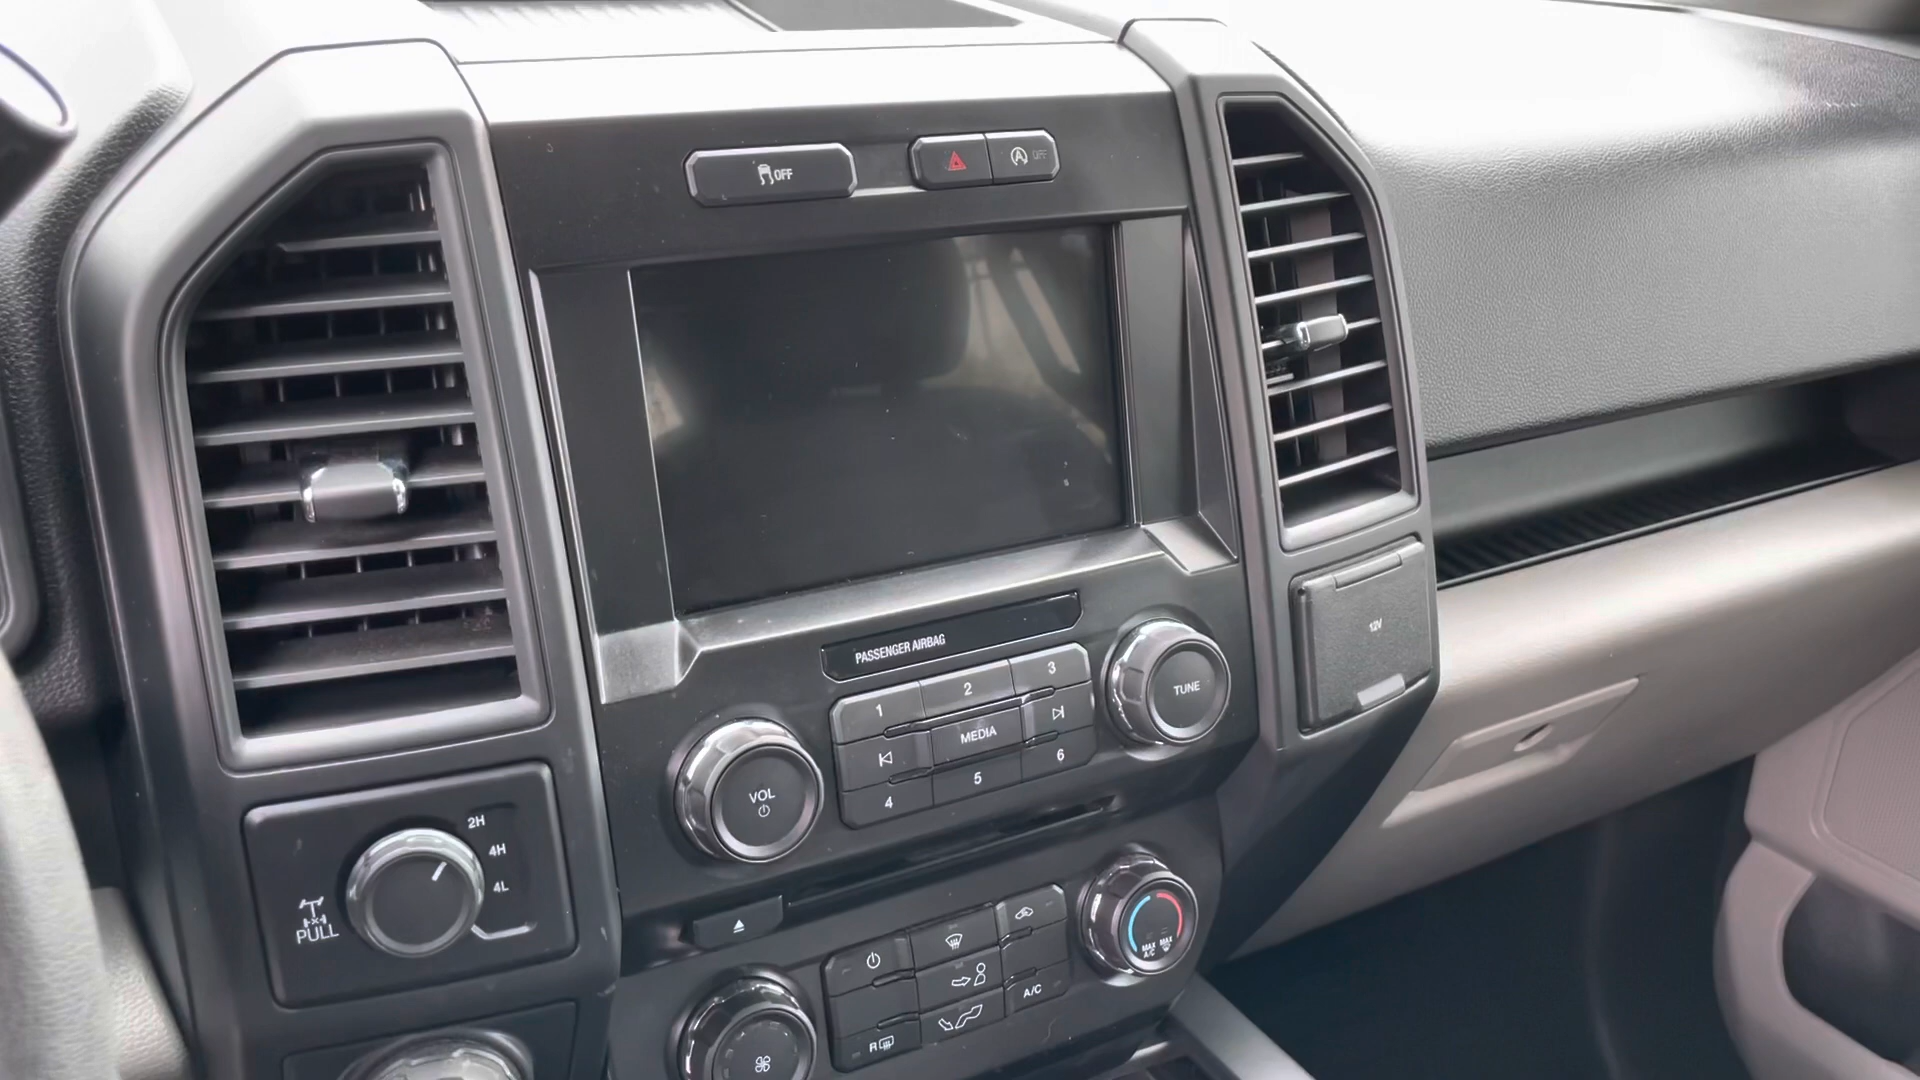 OFF
A OFF
PASSENGER AIRBAG
1
2
3
MEDIA
4
5
6
TUNE
VOL
12V
2H
4H
4L
PULL
MAX A/C
MAX
A/C
R